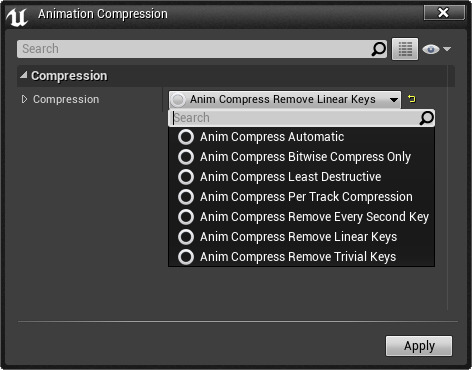 Animation Compression
Search
Compression
Compression
Anim Compress Remove Linear Keys
Search
Anim Compress Automatic
Anim Compress Bitwise Compress Only
Anim Compress Least Destructive
Anim Compress Per Track Compression
Anim Compress Remove Every Second Key
Anim Compress Remove Linear Keys
Anim Compress Remove Trivial Keys
Apply